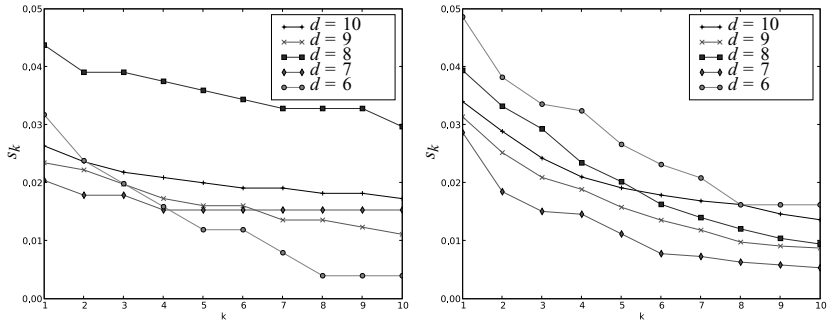 0,05
0,04
0,03
0,02
0,01
0,00
s_k
1 2 3 4 5 6 7 8 9 10
k
d = 10
d = 9
d = 8
d = 7
d = 6
0,05
0,04
0,03
0,02
0,01
0,00
s_k
1 2 3 4 5 6 7 8 9 10
k
d = 10
d = 9
d = 8
d = 7
d = 6